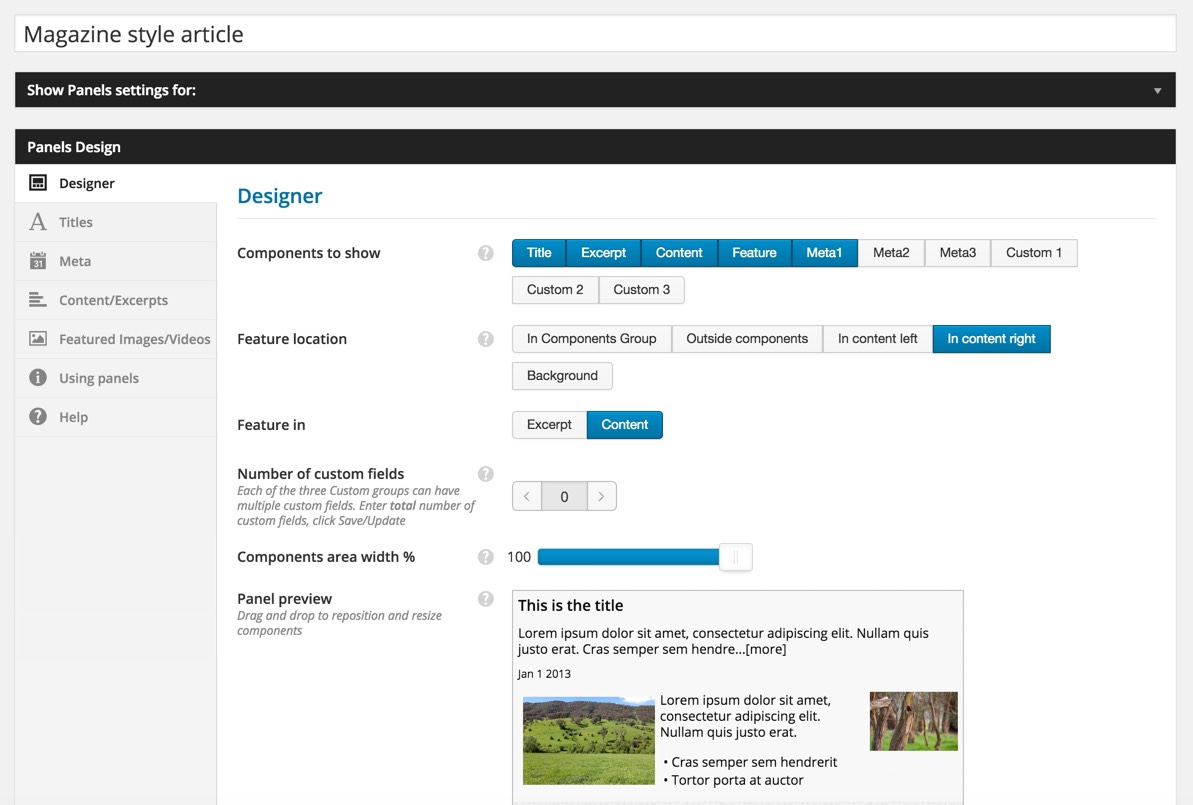 Magazine style article
Show Panels settings for:
Panels Design
Designer
Titles
31
Meta
Content/Excerpts
Featured Images/Videos
Using panels
Help
Designer
Components to show ? Title Excerpt Content Feature Meta1 Meta2 Meta3 Custom 1
Custom 2 Custom 3
Feature location ? In Components Group Outside components In content left In content right
Background
Feature in Excerpt Content
Number of custom fields ?
Each of the three Custom groups can have
multiple custom fields. Enter total number of
custom fields, click Save/Update
< 0 >
Components area width % ? 100
Panel preview ?
Drag and drop to reposition and resize
components
This is the title
Lorem ipsum dolor sit amet, consectetur adipiscing elit. Nullam quis
justo erat. Cras semper sem hendre...[more]
Jan 1 2013
Lorem ipsum dolor sit amet,
consectetur adipiscing elit.
Nullam quis justo erat.
• Cras semper sem hendrerit
• Tortor porta at auctor